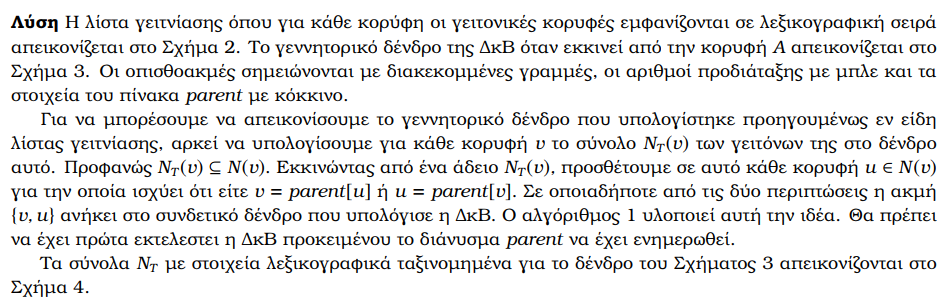 Λύση Η λίστα γειτνίασης όπου για κάθε κορύφη οι γειτονικές κορυφές εμφανίζονται σε λεξικογραφική σειρά
απεικονίζεται στο Σχήμα 2. Το γεννητορικό δένδρο της ΔκΒ όταν εκκινεί από την κορυφή A απεικονίζεται στο
Σχήμα 3. Οι οπισθοακμές σημειώνονται με διακεκομμένες γραμμές, οι αριθμοί προδιάταξης με μπλε και τα
στοιχεία του πίνακα parent με κόκκινο.
Για να μπορέσουμε να απεικονίσουμε το γεννητορικό δένδρο που υπολογίστηκε προηγουμένως εν είδη
λίστας γειτνίασης, αρκεί να υπολογίσουμε για κάθε κορυφή υ το σύνολο N_T(υ) των γειτόνων της στο δένδρο
αυτό. Προφανώς N_T(υ) ⊆ N(υ). Εκκινώντας από ένα άδειο N_T(υ), προσθέτουμε σε αυτό κάθε κορυφή u ∈ N(υ)
για την οποία ισχύει ότι είτε υ = parent[u] ή u = parent[υ]. Σε οποιαδήποτε από τις δύο περιπτώσεις η ακμή
{υ, u} ανήκει στο συνδετικό δένδρο που υπολόγισε η ΔκΒ. Ο αλγόριθμος 1 υλοποιεί αυτή την ιδέα. Θα πρέπει
να έχει πρώτα εκτελεστει η ΔκΒ προκειμένου το διάνυσμα parent να έχει ενημερωθεί.
Τα σύνολα N_T με στοιχεία λεξικογραφικά ταξινομημένα για το δένδρο του Σχήματος 3 απεικονίζονται στο
Σχήμα 4.